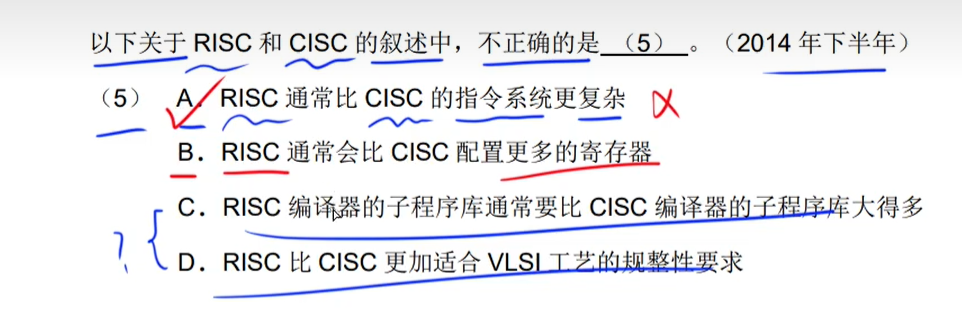 以下关于 RISC 和 CISC 的叙述中，不正确的是 （5） 。（2014 年下半年）
（5） A．RISC 通常比 CISC 的指令系统更复杂 ×
B．RISC 通常会比 CISC 配置更多的寄存器
C．RISC 编译器的子程序库通常要比 CISC 编译器的子程序库大得多
? D．RISC 比 CISC 更加适合 VLSI 工艺的规整性要求